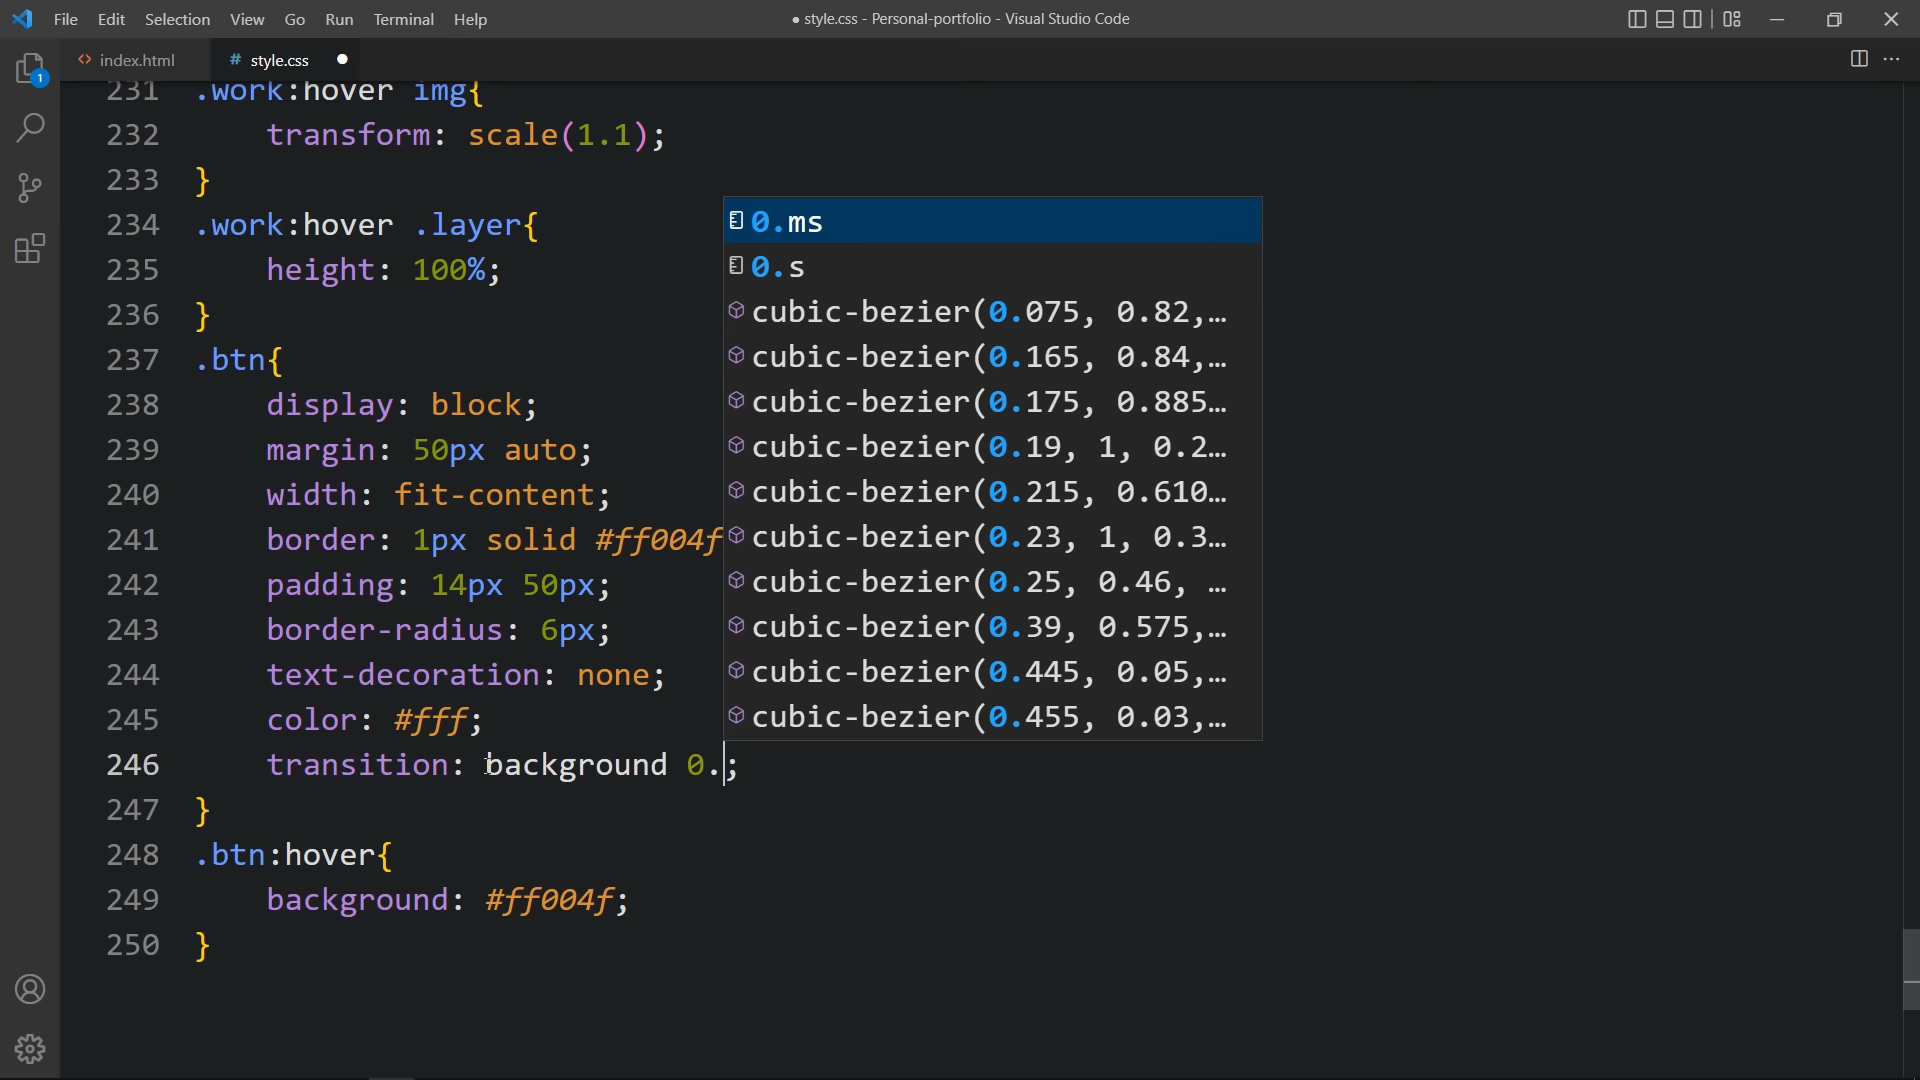 File Edit Selection View Go Run Terminal Help
● style.css - Personal-portfolio - Visual Studio Code
<> index.html
# style.css ●
1
231 .work:hover img{
232 transform: scale(1.1);
233 }
234 .work:hover .layer{
235 height: 100%;
236 }
237 .btn{
238 display: block;
239 margin: 50px auto;
240 width: fit-content;
241 border: 1px solid #ff004f
242 padding: 14px 50px;
243 border-radius: 6px;
244 text-decoration: none;
245 color: #fff;
246 transition: background 0.;
247 }
248 .btn:hover{
249 background: #ff004f;
250 }
0.ms
0.s
cubic-bezier(0.075, 0.82,…
cubic-bezier(0.165, 0.84,…
cubic-bezier(0.175, 0.885…
cubic-bezier(0.19, 1, 0.2…
cubic-bezier(0.215, 0.610…
cubic-bezier(0.23, 1, 0.3…
cubic-bezier(0.25, 0.46, …
cubic-bezier(0.39, 0.575,…
cubic-bezier(0.445, 0.05,…
cubic-bezier(0.455, 0.03,…